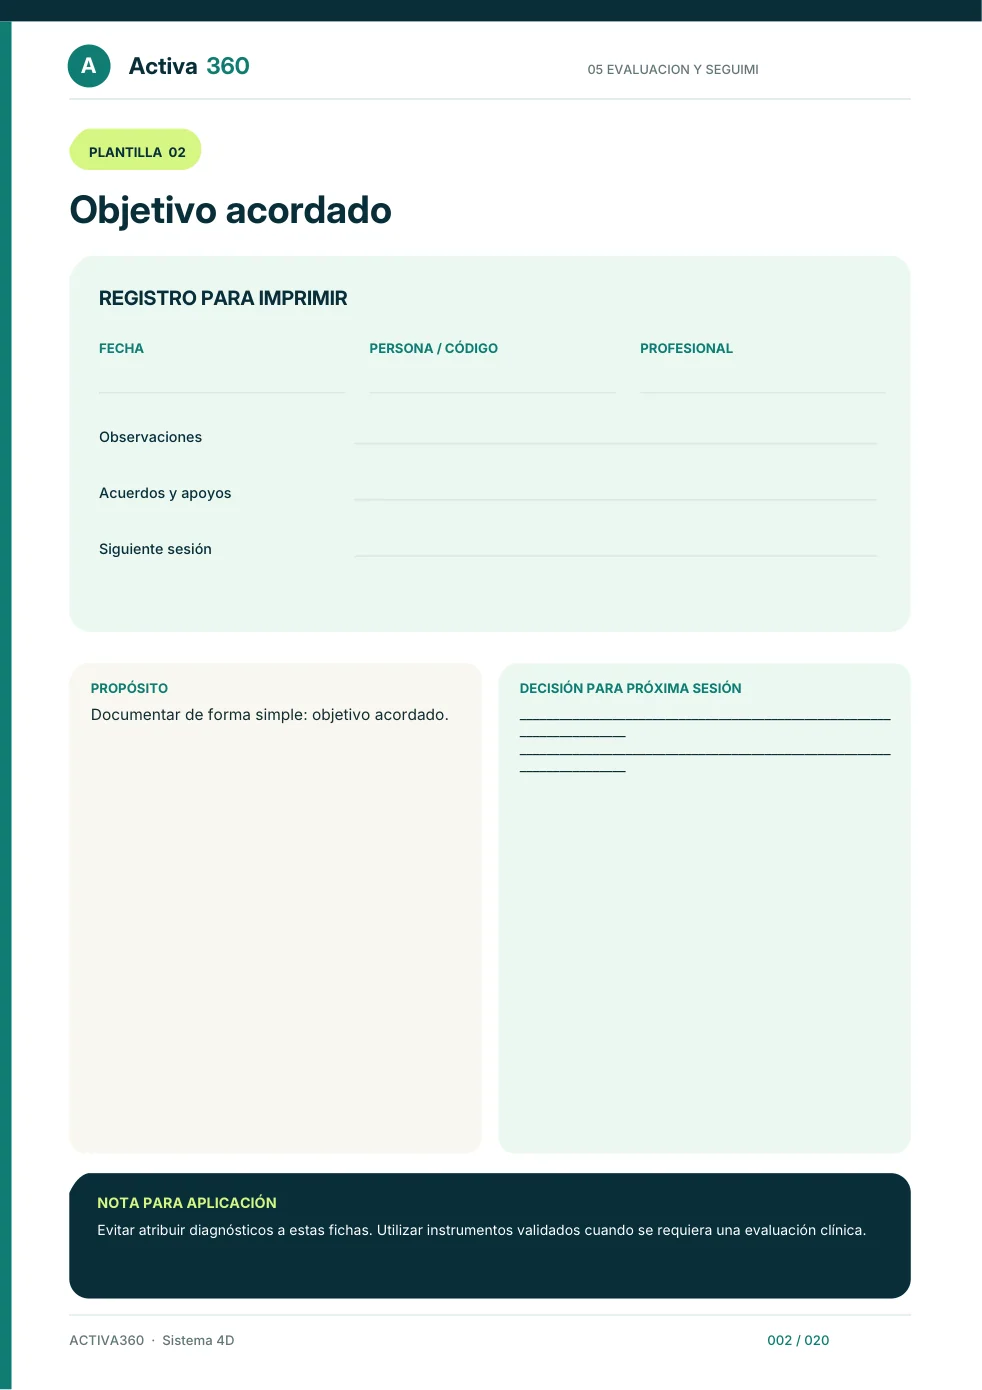 A
Activa 360
05 EVALUACION Y SEGUIMI
PLANTILLA 02
Objetivo acordado
REGISTRO PARA IMPRIMIR
FECHA
PERSONA / CÓDIGO
PROFESIONAL
Observaciones
Acuerdos y apoyos
Siguiente sesión
PROPÓSITO
Documentar de forma simple: objetivo acordado.
DECISIÓN PARA PRÓXIMA SESIÓN
NOTA PARA APLICACIÓN
Evitar atribuir diagnósticos a estas fichas. Utilizar instrumentos validados cuando se requiera una evaluación clínica.
ACTIVA360 · Sistema 4D
002 / 020